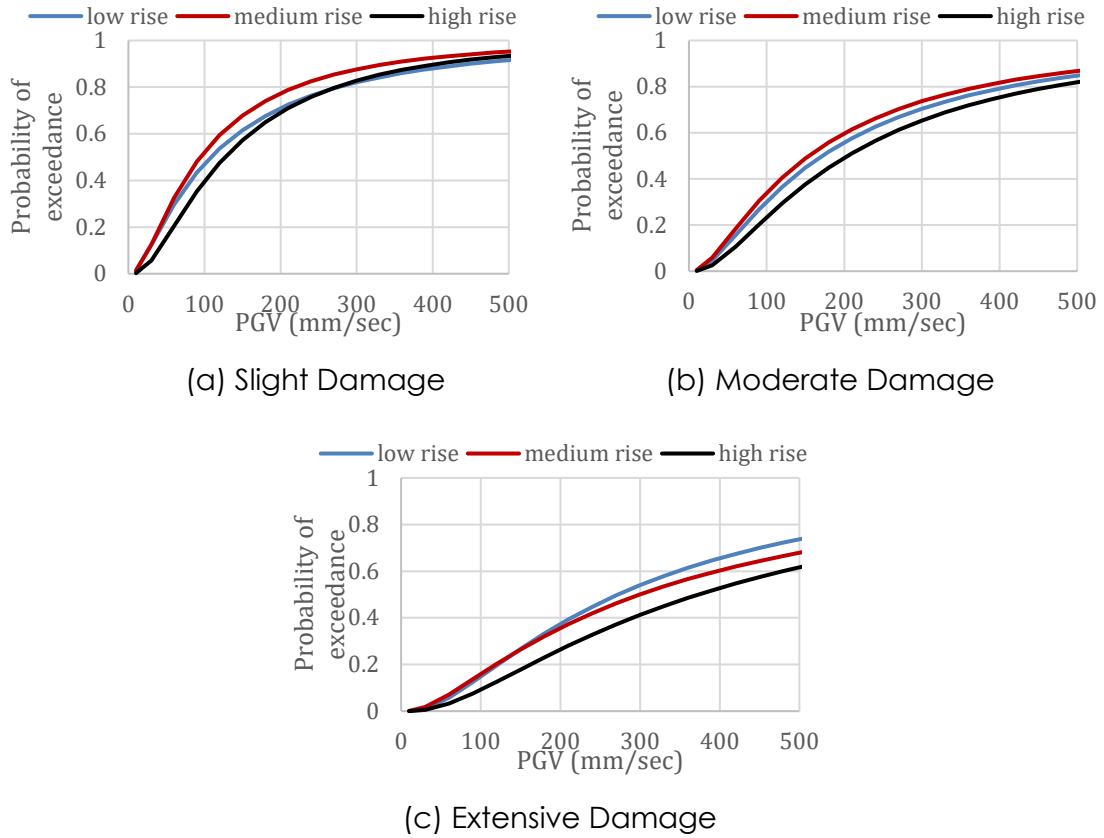 low rise medium rise high rise
Probability of
exceedance
1
0.8
0.6
0.4
0.2
0
0 100 200 300 400 500
PGV (mm/sec)
(a) Slight Damage
low rise medium rise high rise
Probability of
exceedance
1
0.8
0.6
0.4
0.2
0
0 100 200 300 400 500
PGV (mm/sec)
(b) Moderate Damage
low rise medium rise high rise
Probability of
exceedance
1
0.8
0.6
0.4
0.2
0
0 100 200 300 400 500
PGV (mm/sec)
(c) Extensive Damage